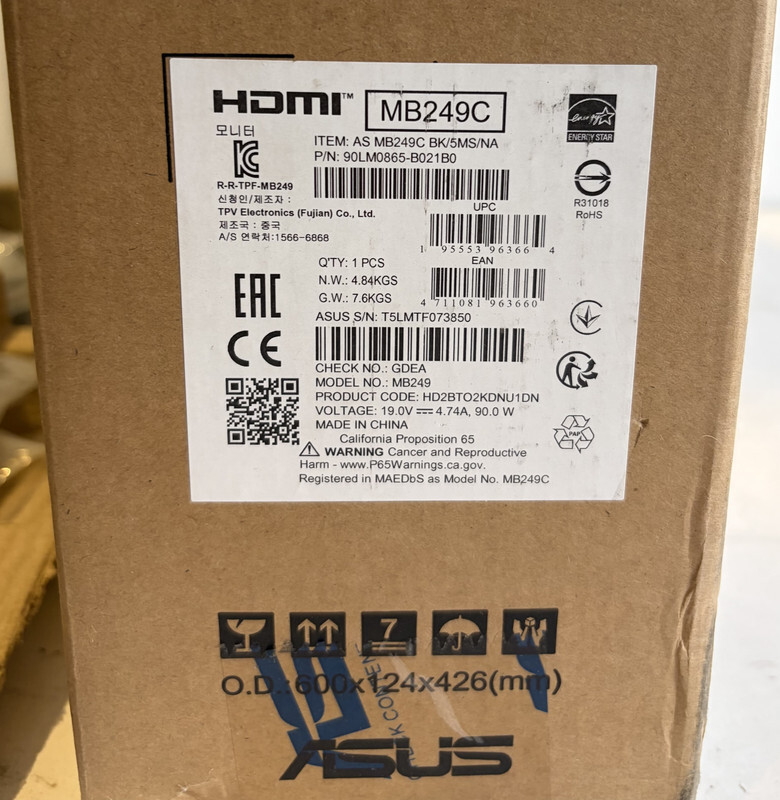 HDMI™
MB249C
ENERGY STAR
모니터
R-R-TPF-MB249
신청인/제조자 :
TPV Electronics (Fujian) Co., Ltd.
제조국 : 중국
A/S 연락처:1566-6868
ITEM: AS MB249C BK/5MS/NA
P/N: 90LM0865-B021B0
UPC
1 95553 96366 4
EAN
4 711081 963660
Q'TY: 1 PCS
N.W.: 4.84KGS
G.W.: 7.6KGS
ASUS S/N: T5LMTF073850
R31018
RoHS
EAC
CE
CHECK NO.: GDEA
MODEL NO.: MB249
PRODUCT CODE: HD2BTO2KDNU1DN
VOLTAGE: 19.0V ⎓ 4.74A, 90.0 W
MADE IN CHINA
California Proposition 65
⚠ WARNING Cancer and Reproductive
Harm - www.P65Warnings.ca.gov.
Registered in MAEDbS as Model No. MB249C
PAP
7
O.D.:600x124x426(mm)
ASUS